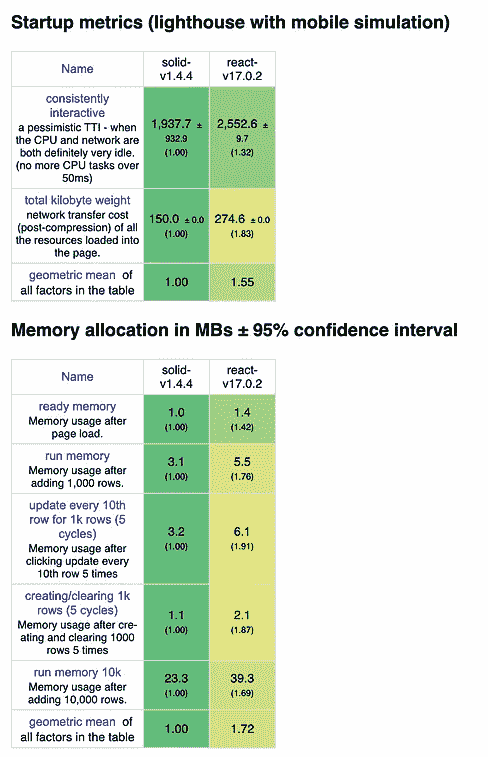 Startup metrics (lighthouse with mobile simulation)
Name
solid-
v1.4.4
react-
v17.0.2
consistently
interactive
a pessimistic TTI - when
the CPU and network are
both definitely very idle.
(no more CPU tasks over
50ms)
1,937.7 ±
932.9
(1.00)
2,552.6 ±
9.7
(1.32)
total kilobyte weight
network transfer cost
(post-compression) of all
the resources loaded into
the page.
150.0 ±0.0
(1.00)
274.6 ±0.0
(1.83)
geometric mean of
all factors in the table
1.00
1.55
Memory allocation in MBs ± 95% confidence interval
Name
solid-
v1.4.4
react-
v17.0.2
ready memory
Memory usage after
page load.
1.0
(1.00)
1.4
(1.42)
run memory
Memory usage after
adding 1,000 rows.
3.1
(1.00)
5.5
(1.76)
update every 10th
row for 1k rows (5
cycles)
Memory usage after
clicking update every
10th row 5 times
3.2
(1.00)
6.1
(1.91)
creating/clearing 1k
rows (5 cycles)
Memory usage after cre-
ating and clearing 1000
rows 5 times
1.1
(1.00)
2.1
(1.87)
run memory 10k
Memory usage after
adding 10,000 rows.
23.3
(1.00)
39.3
(1.69)
geometric mean of
all factors in the table
1.00
1.72